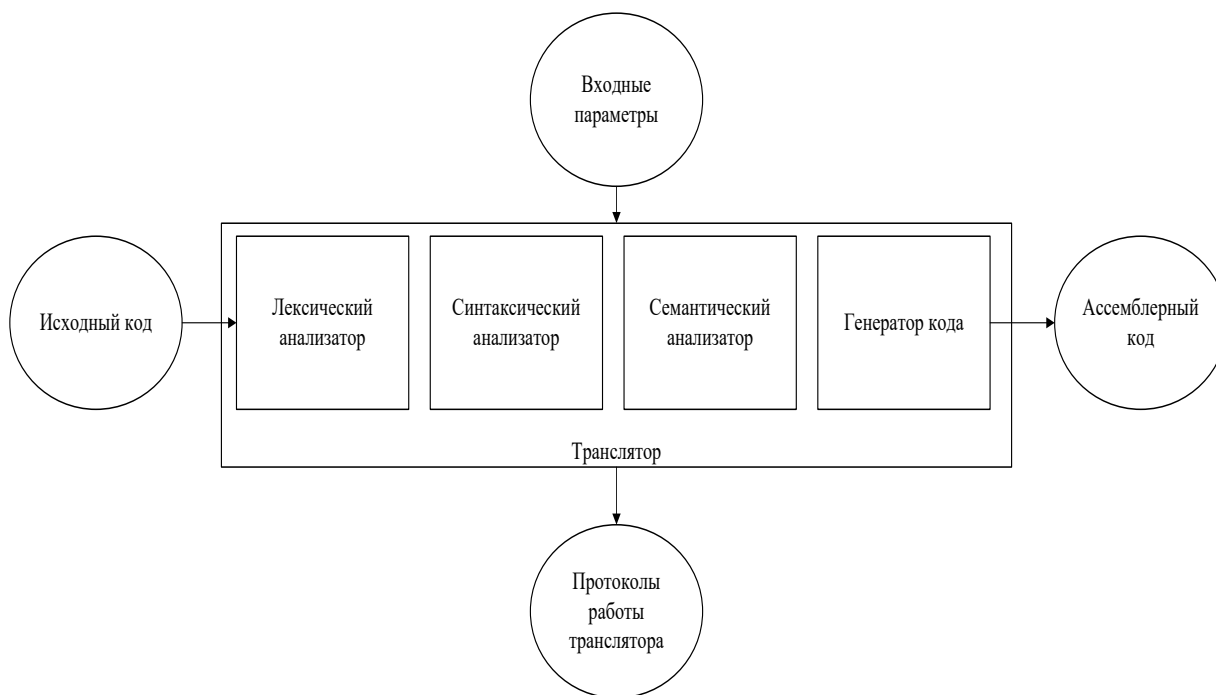 Входные
параметры
Исходный код
Лексический
анализатор
Синтаксический
анализатор
Семантический
анализатор
Генератор кода
Ассемблерный
код
Транслятор
Протоколы
работы
транслятора